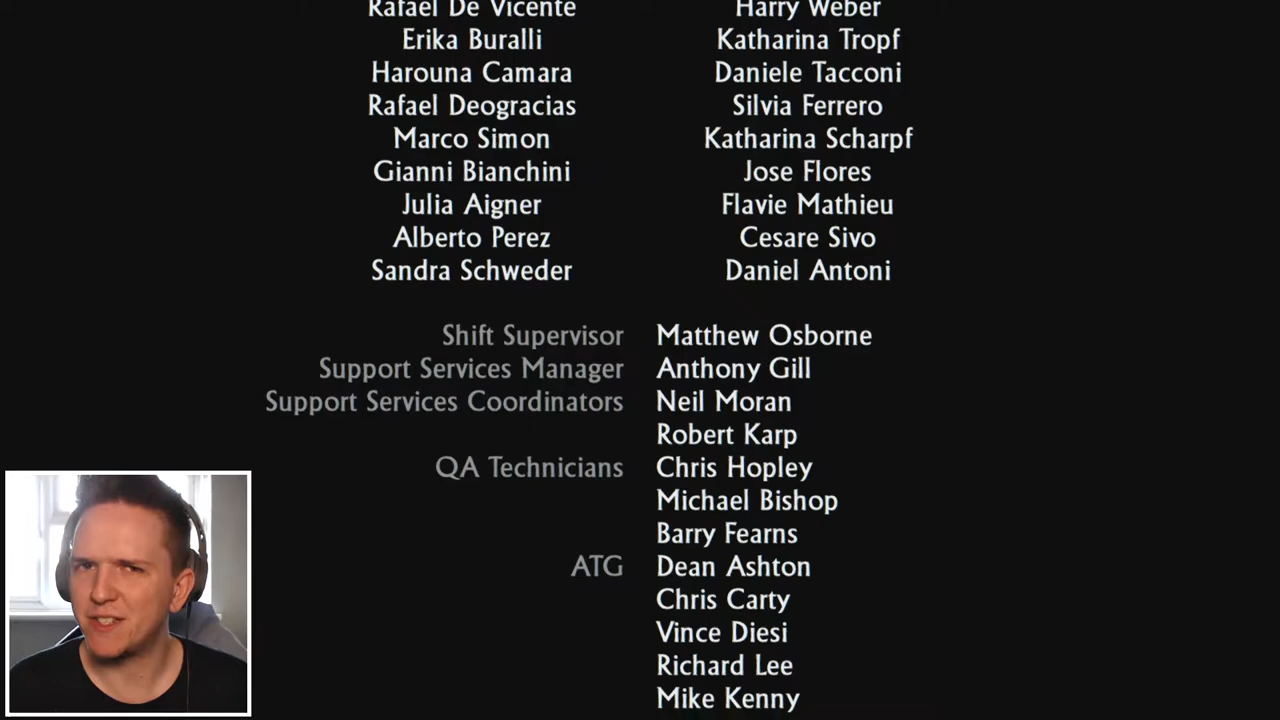 Rafael De Vicente Harry Weber
Erika Buralli Katharina Tropf
Harouna Camara Daniele Tacconi
Rafael Deogracias Silvia Ferrero
Marco Simon Katharina Scharpf
Gianni Bianchini Jose Flores
Julia Aigner Flavie Mathieu
Alberto Perez Cesare Sivo
Sandra Schweder Daniel Antoni
Shift Supervisor Matthew Osborne
Support Services Manager Anthony Gill
Support Services Coordinators Neil Moran
Robert Karp
QA Technicians Chris Hopley
Michael Bishop
Barry Fearns
ATG Dean Ashton
Chris Carty
Vince Diesi
Richard Lee
Mike Kenny